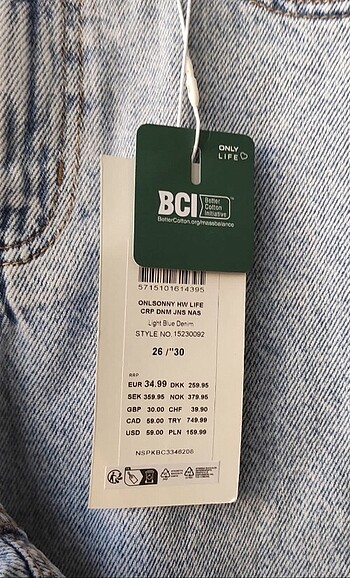 ONLY
LIFE
BCI Better Cotton Initiative
BetterCotton.org/massbalance
5715101614395
ONLSONNY HW LIFE
CRP DNM JNS NAS
Light Blue Denim
STYLE NO. 15230092
26 /"30
RRP
EUR 34.99 DKK 259.95
SEK 359.95 NOK 379.95
GBP 30.00 CHF 39.90
CAD 59.00 TRY 749.99
USD 59.00 PLN 159.99
NSPKBC3346206